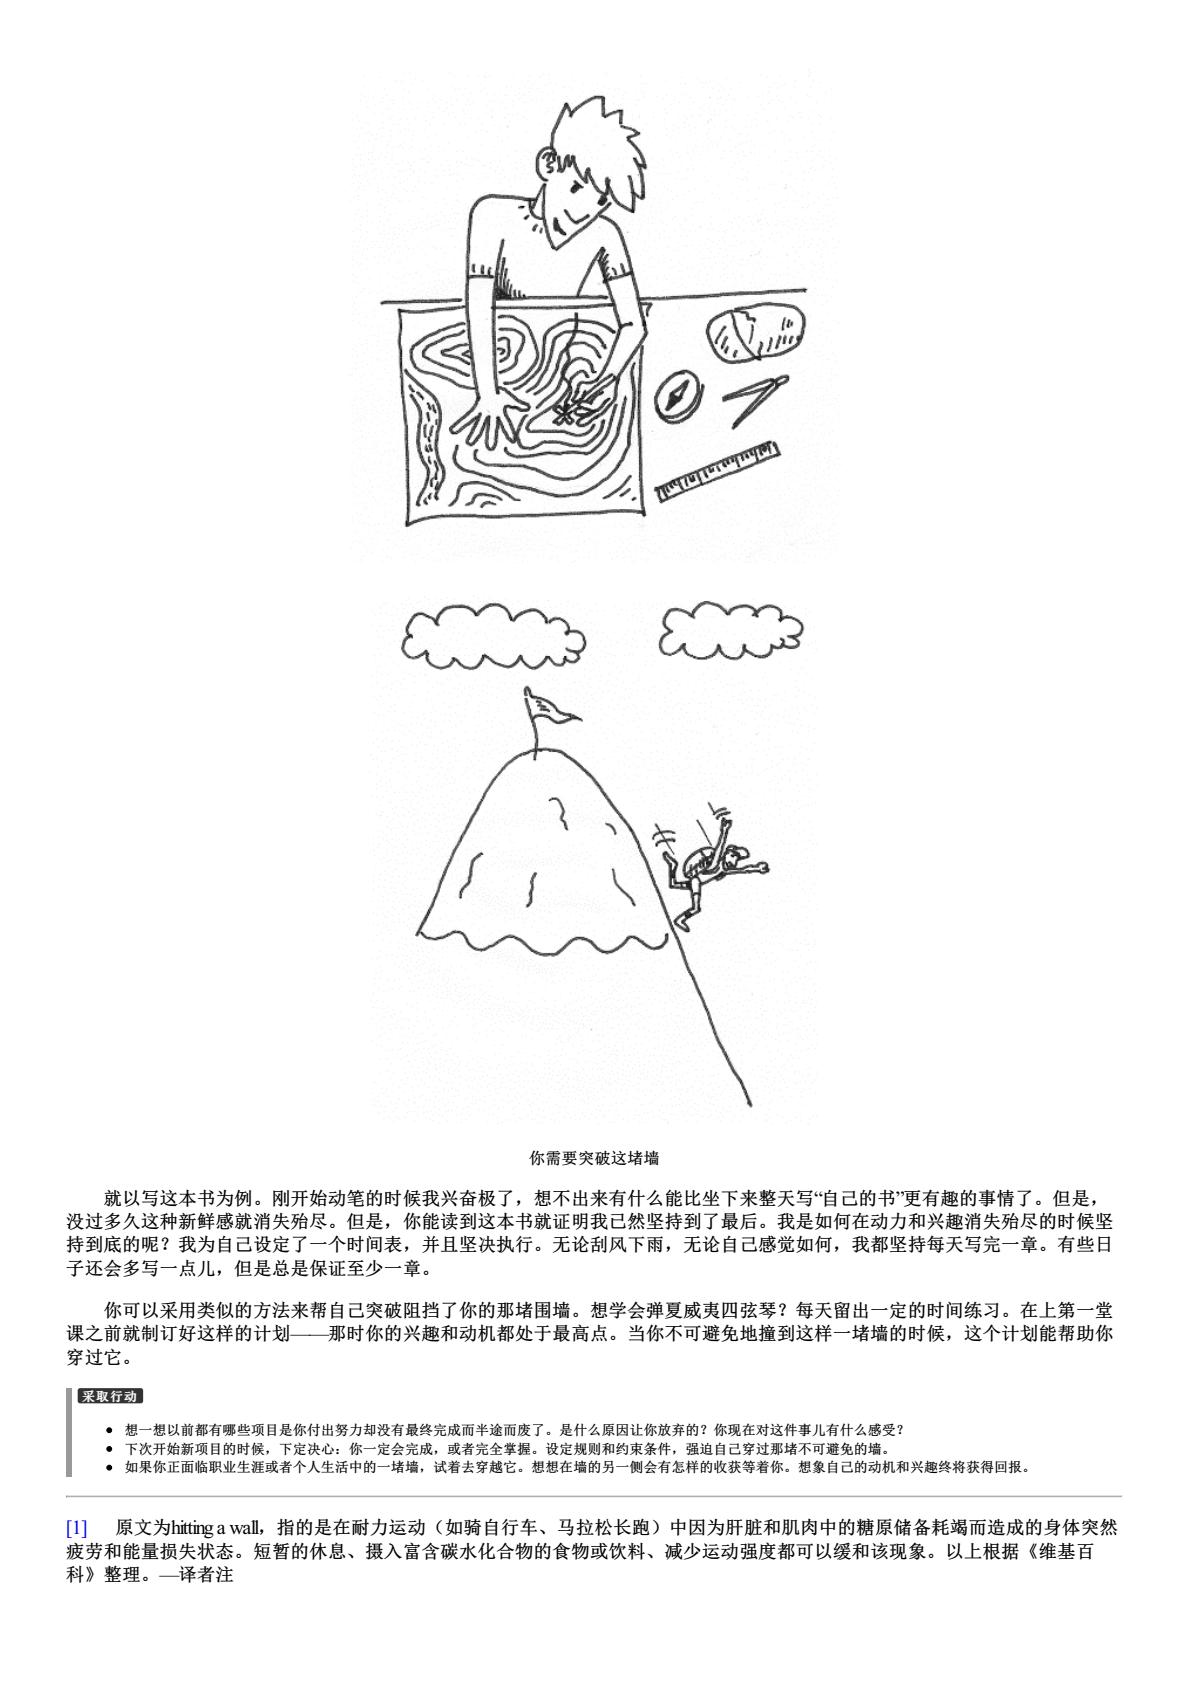 你需要突破这堵墙
就以写这本书为例。刚开始动笔的时候我兴奋极了，想不出来有什么能比坐下来整天写“自己的书”更有趣的事情了。但是，
没过多久这种新鲜感就消失殆尽。但是，你能读到这本书就证明我已然坚持到了最后。我是如何在动力和兴趣消失殆尽的时候坚
持到底的呢？我为自己设定了一个时间表，并且坚决执行。无论刮风下雨，无论自己感觉如何，我都坚持每天写完一章。有些日
子还会多写一点儿，但是总是保证至少一章。
你可以采用类似的方法来帮自己突破阻挡了你的那堵围墙。想学会弹夏威夷四弦琴？每天留出一定的时间练习。在上第一堂
课之前就制订好这样的计划——那时你的兴趣和动机都处于最高点。当你不可避免地撞到这样一堵墙的时候，这个计划能帮助你
穿过它。
采取行动
● 想一想以前都有哪些项目是你付出努力却没有最终完成而半途而废了。是什么原因让你放弃的？你现在对这件事儿有什么感受？
● 下次开始新项目的时候，下定决心：你一定会完成，或者完全掌握。设定规则和约束条件，强迫自己穿过那堵不可避免的墙。
● 如果你正面临职业生涯或者个人生活中的一堵墙，试着去穿越它。想想在墙的另一侧会有怎样的收获等着你。想象自己的动机和兴趣终将获得回报。
[1] 原文为hitting a wall，指的是在耐力运动（如骑自行车、马拉松长跑）中因为肝脏和肌肉中的糖原储备耗竭而造成的身体突然
疲劳和能量损失状态。短暂的休息、摄入富含碳水化合物的食物或饮料、减少运动强度都可以缓和该现象。以上根据《维基百
科》整理。—译者注